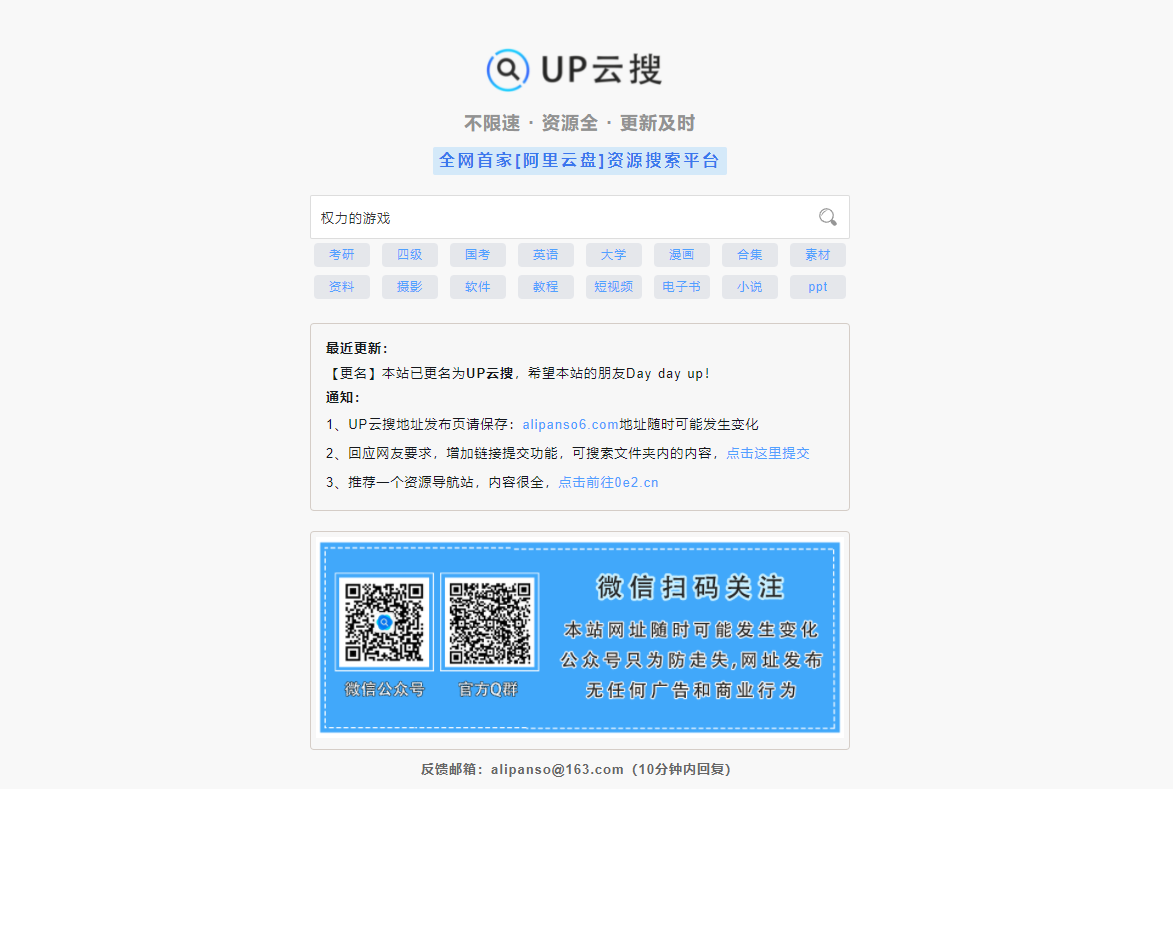 UP云搜
不限速 · 资源全 · 更新及时
全网首家[阿里云盘]资源搜索平台
权力的游戏
考研 四级 国考 英语 大学 漫画 合集 素材
资料 摄影 软件 教程 短视频 电子书 小说 ppt
最近更新：
【更名】本站已更名为UP云搜，希望本站的朋友Day day up！
通知：
1、UP云搜地址发布页请保存：alipanso6.com地址随时可能发生变化
2、回应网友要求，增加链接提交功能，可搜索文件夹内的内容，点击这里提交
3、推荐一个资源导航站，内容很全，点击前往0e2.cn
微信扫码关注
本站网址随时可能发生变化
公众号只为防走失,网址发布
无任何广告和商业行为
微信公众号 官方Q群
反馈邮箱：alipanso@163.com（10分钟内回复）